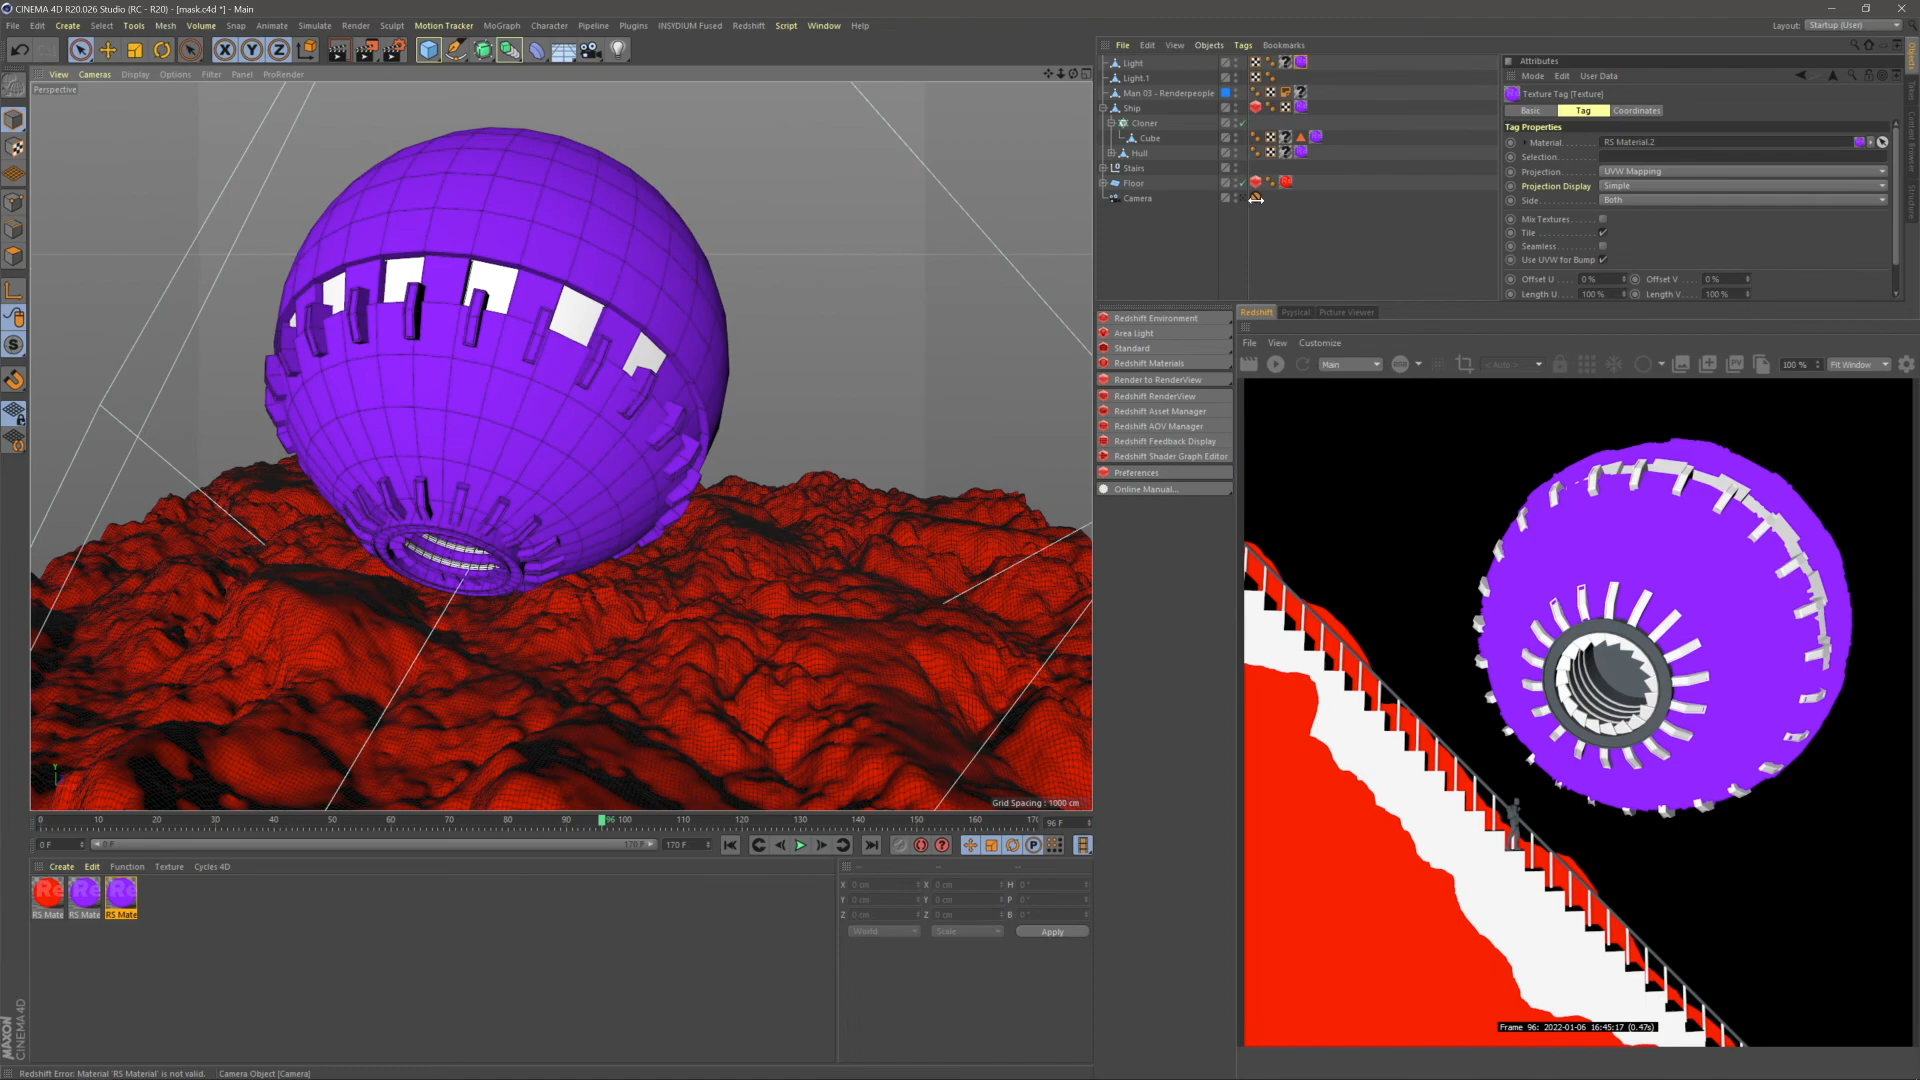 CINEMA 4D R20.026 Studio (RC - R20) - [mask.c4d *] - Main
File Edit Create Select Tools Mesh Volume Snap Animate Simulate Render Sculpt Motion Tracker MoGraph Character Pipeline Plugins INSYDIUM Fused Redshift Script Window Help
Layout: Startup (User)
View Cameras Display Options Filter Panel ProRender
Perspective
Grid Spacing : 1000 cm
File Edit View Objects Tags Bookmarks
Light
Light.1
Man 03 - Renderpeople
Ship
Cloner
Cube
Hull
Stairs
Floor
Camera
Attributes
Mode Edit User Data
Texture Tag [Texture]
Basic Tag Coordinates
Tag Properties
Material RS Material.2
Selection
Projection UVW Mapping
Projection Display Simple
Side Both
Mix Textures
Tile
Seamless
Use UVW for Bump
Offset U 0 % Offset V 0 %
Length U 100 % Length V 100 %
Objects
Takes
Content Browser
Structure
Redshift Environment
Area Light
Standard
Redshift Materials
Render to RenderView
Redshift RenderView
Redshift Asset Manager
Redshift AOV Manager
Redshift Feedback Display
Redshift Shader Graph Editor
Preferences
Online Manual...
Redshift Psyical Picture Viewer
File View Customize
Main < Auto > 100 % Fit Window
Frame 96: 2022-01-06 16:45:17 (0.47s)
0 10 20 30 40 50 60 70 80 90 96 100 110 120 130 140 150 160 17 96 F
0 F 0 F 170 F 170 F
Create Edit Function Texture Cycles 4D
RS Mate RS Mate RS Mate
X 0 cm X 0 cm H 0 °
Y 0 cm Y 0 cm P 0 °
Z 0 cm Z 0 cm B 0 °
World Scale Apply
MAXON
CINEMA 4D
Redshift Error: Material 'RS Material' is not valid. Camera Object [Camera]